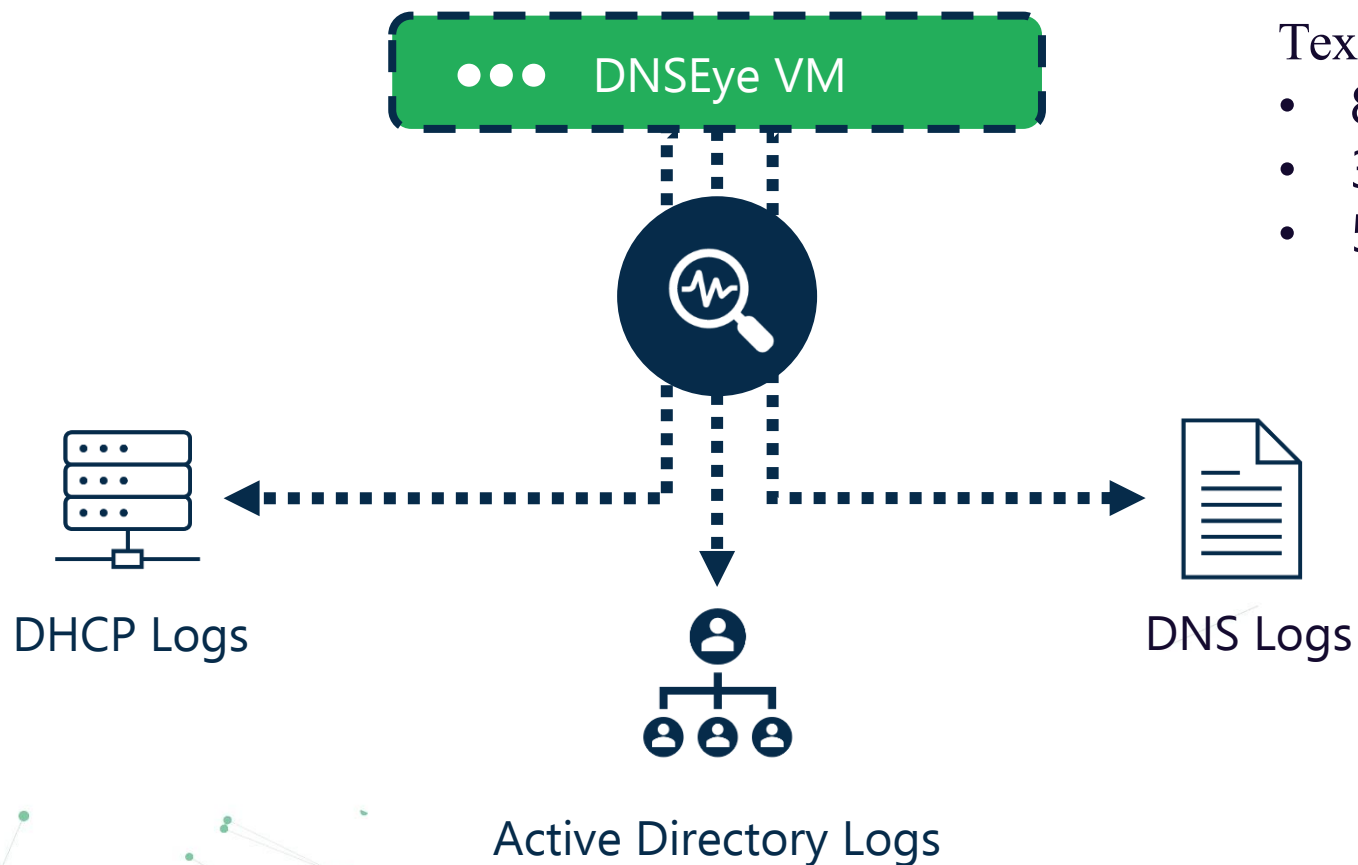 DNSEye VM
Tex
•
•
•
DHCP Logs
DNS Logs
Active Directory Logs